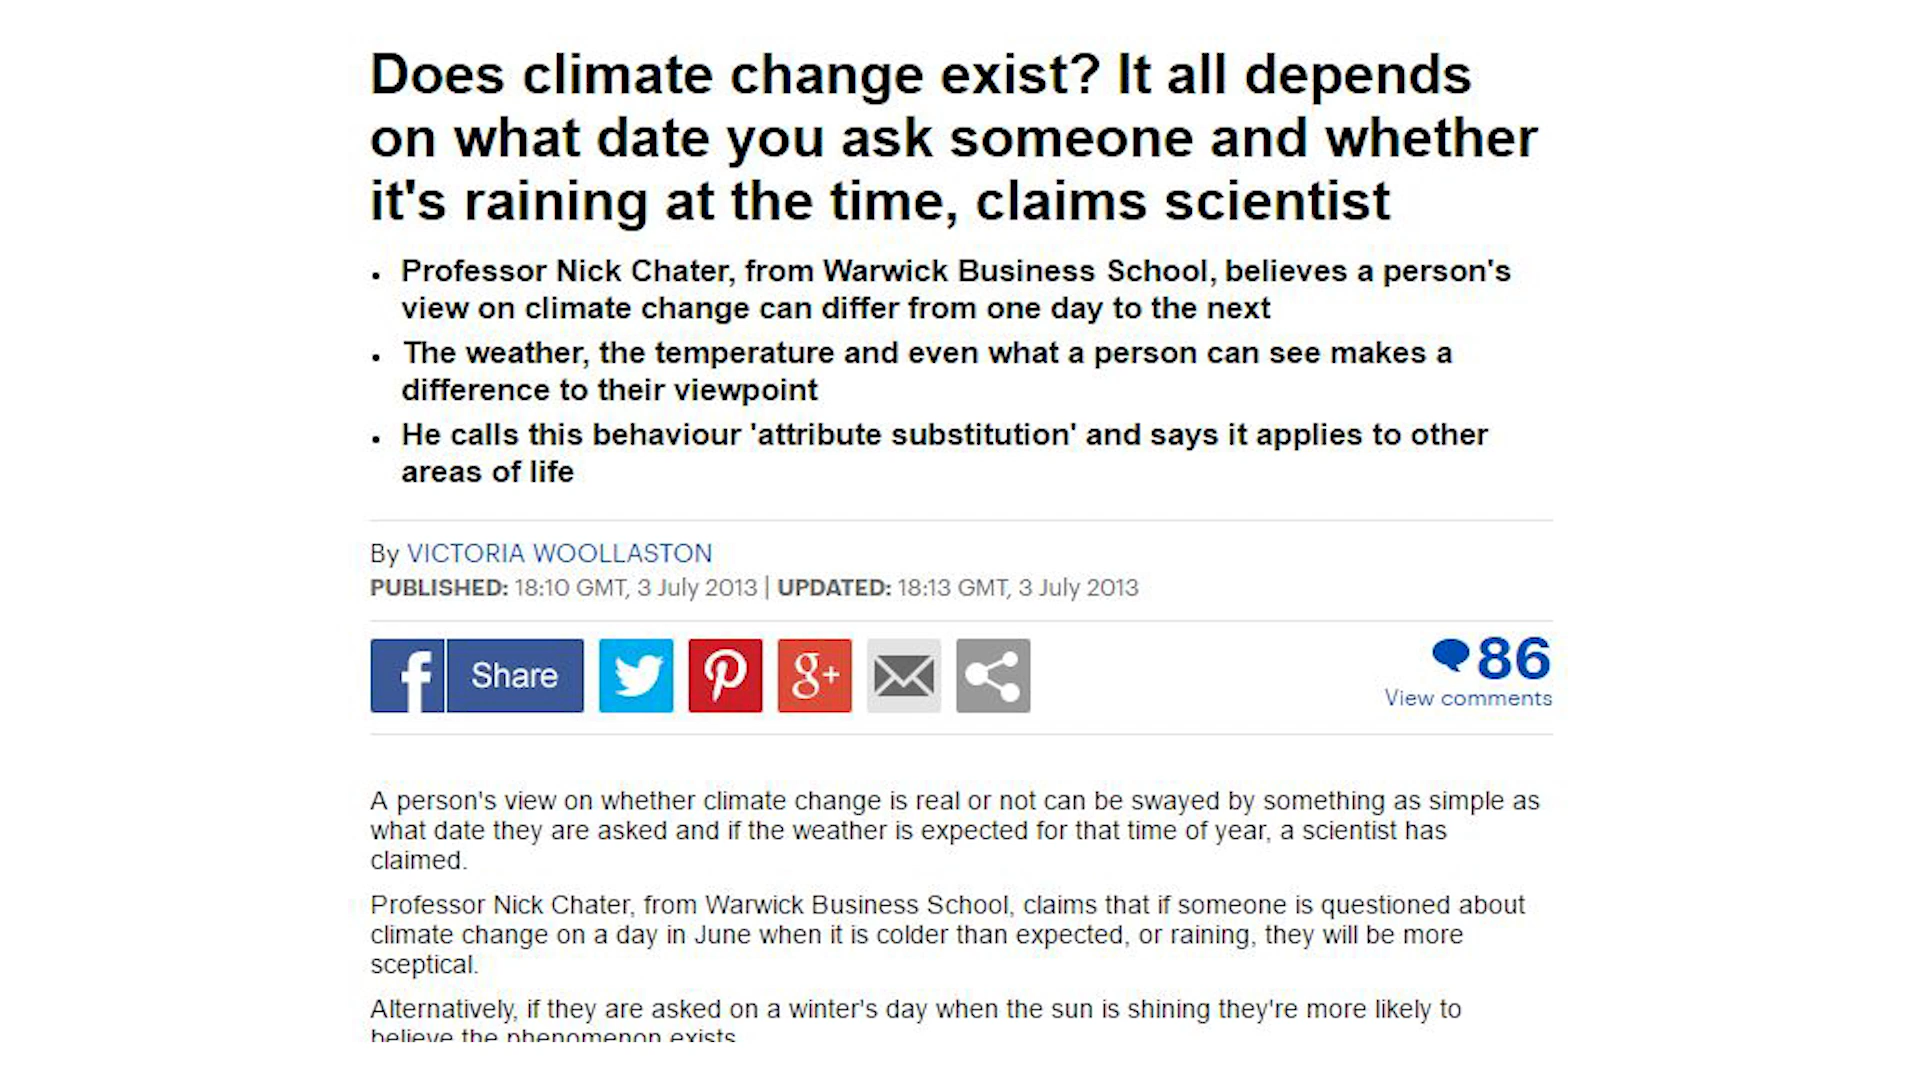 Does climate change exist? It all depends
on what date you ask someone and whether
it's raining at the time, claims scientist
• Professor Nick Chater, from Warwick Business School, believes a person's
view on climate change can differ from one day to the next
• The weather, the temperature and even what a person can see makes a
difference to their viewpoint
• He calls this behaviour 'attribute substitution' and says it applies to other
areas of life
By VICTORIA WOOLLASTON
PUBLISHED: 18:10 GMT, 3 July 2013 | UPDATED: 18:13 GMT, 3 July 2013
f Share g+ 86
View comments
A person's view on whether climate change is real or not can be swayed by something as simple as
what date they are asked and if the weather is expected for that time of year, a scientist has
claimed.
Professor Nick Chater, from Warwick Business School, claims that if someone is questioned about
climate change on a day in June when it is colder than expected, or raining, they will be more
sceptical.
Alternatively, if they are asked on a winter's day when the sun is shining they're more likely to
believe the phenomenon exists.